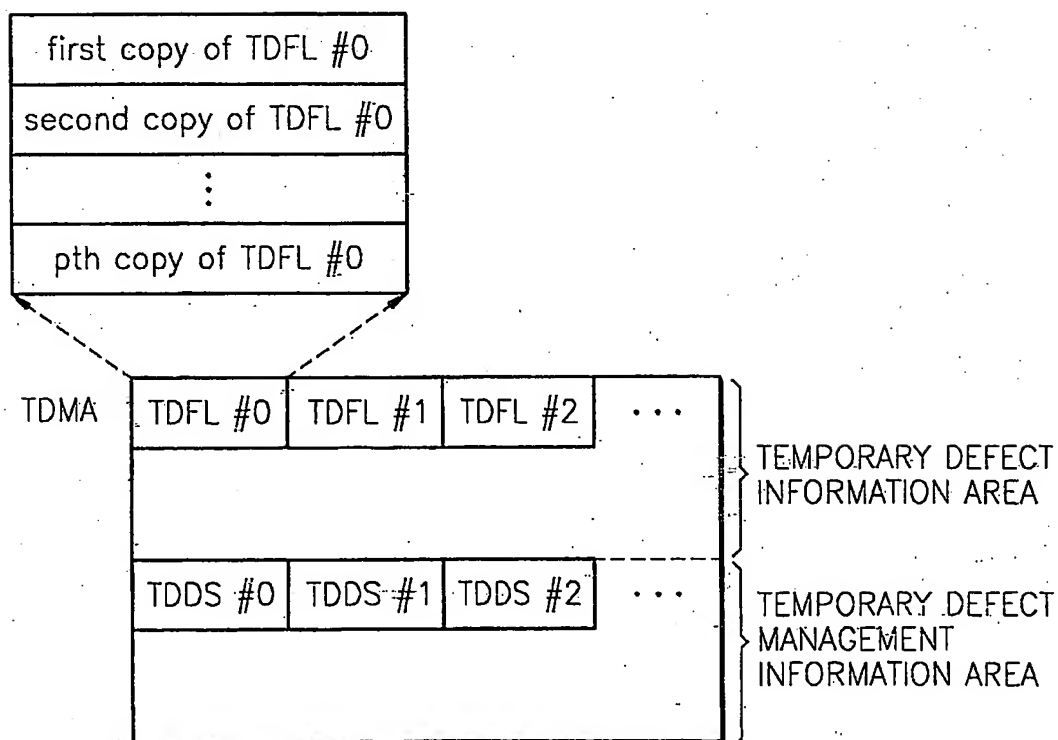 first copy of TDFL #0
second copy of TDFL #0
⋮
pth copy of TDFL #0
TDMA
TDFL #0
TDFL #1
TDFL #2
...
TEMPORARY DEFECT
INFORMATION AREA
TDDS #0
TDDS #1
TDDS #2
...
TEMPORARY DEFECT
MANAGEMENT
INFORMATION AREA